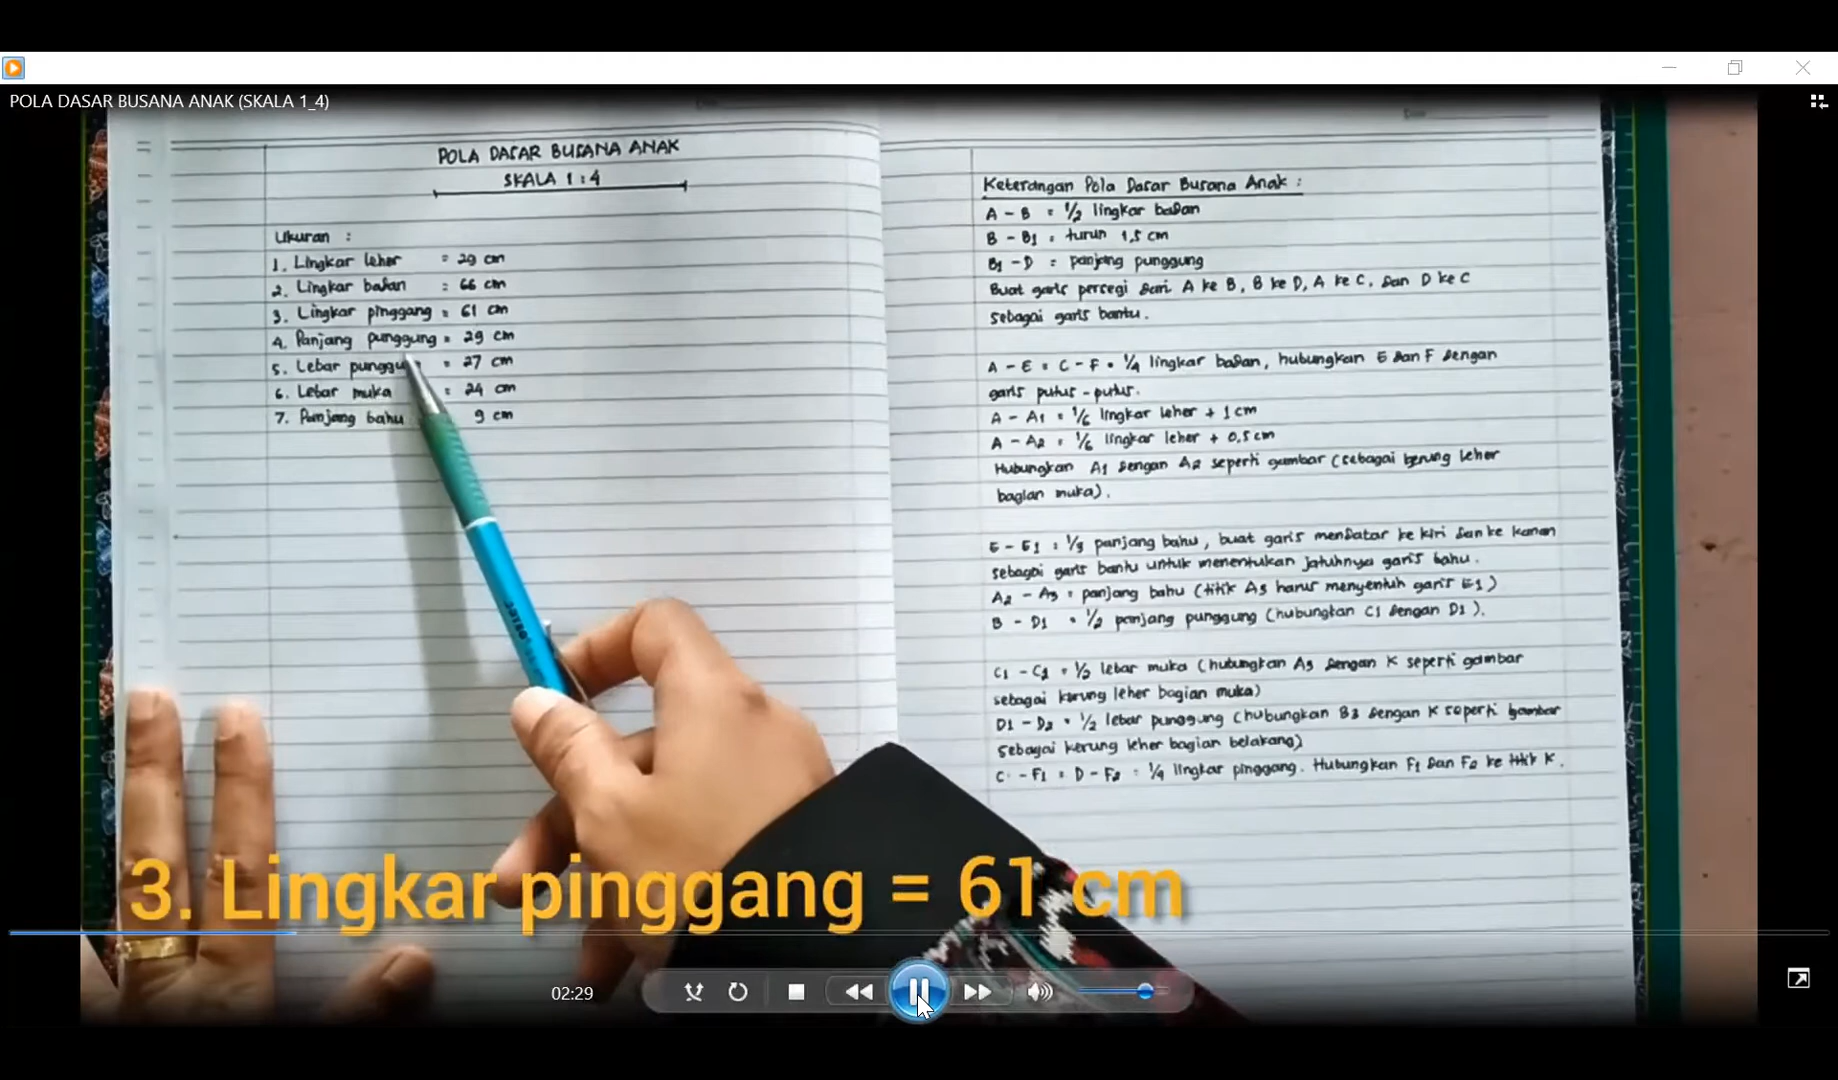 POLA DASAR BUSANA ANAK (SKALA 1_4)
POLA DASAR BUSANA ANAK
SKALA 1 : 4
Ukuran :
1. Lingkar leher = 29 cm
2. Lingkar badan = 66 cm
3. Lingkar pinggang = 61 cm
4. Panjang punggung = 29 cm
5. Lebar punggu = 27 cm
6. Lebar muka = 24 cm
7. Panjang bahu 9 cm
Keterangan Pola Dasar Busana Anak :
A - B = 1/2 lingkar badan
B - B1 = turun 1,5 cm
B1 - D = panjang punggung
Buat garis persegi dari A ke B, B ke D, A ke C, dan D ke C
sebagai garis bantu.
A - E = C - F = 1/4 lingkar badan, hubungkan E dan F dengan
garis putus - putus.
A - A1 = 1/6 lingkar leher + 1 cm
A - A2 = 1/6 lingkar leher + 0,5 cm
Hubungkan A1 dengan A2 seperti gambar (sebagai kerung leher
bagian muka).
E - E1 = 1/3 panjang bahu, buat garis mendatar ke kiri dan ke kanan
sebagai garis bantu untuk menentukan jatuhnya garis bahu.
A2 - A3 = panjang bahu (titik A3 harus menyentuh garis E1)
B - D1 = 1/2 panjang punggung (hubungkan C1 dengan D1).
C1 - C2 = 1/2 lebar muka (hubungkan A3 dengan K seperti gambar
sebagai kerung leher bagian muka)
D1 - D2 = 1/2 lebar punggung (hubungkan B3 dengan K seperti gambar
sebagai kerung leher bagian belakang)
C - F1 = D - F2 = 1/4 lingkar pinggang. Hubungkan F1 dan F2 ke titik K.
3. Lingkar pinggang = 61 cm
02:29